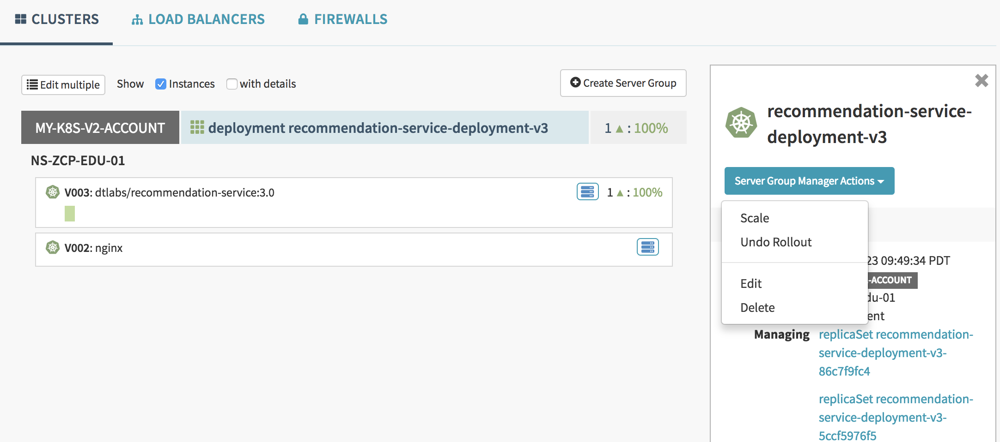 CLUSTERS LOAD BALANCERS FIREWALLS
Edit multiple Show Instances with details Create Server Group
MY-K8S-V2-ACCOUNT deployment recommendation-service-deployment-v3 1 ▲ : 100%
NS-ZCP-EDU-01
V003: dtlabs/recommendation-service:3.0 1 ▲ : 100%
V002: nginx
recommendation-service-
deployment-v3
Server Group Manager Actions
Scale
Undo Rollout
Edit
Delete
23 09:49:34 PDT
-ACCOUNT
du-01
ent
Managing replicaSet recommendation-
service-deployment-v3-
86c7f9fc4
replicaSet recommendation-
service-deployment-v3-
5ccf5976f5